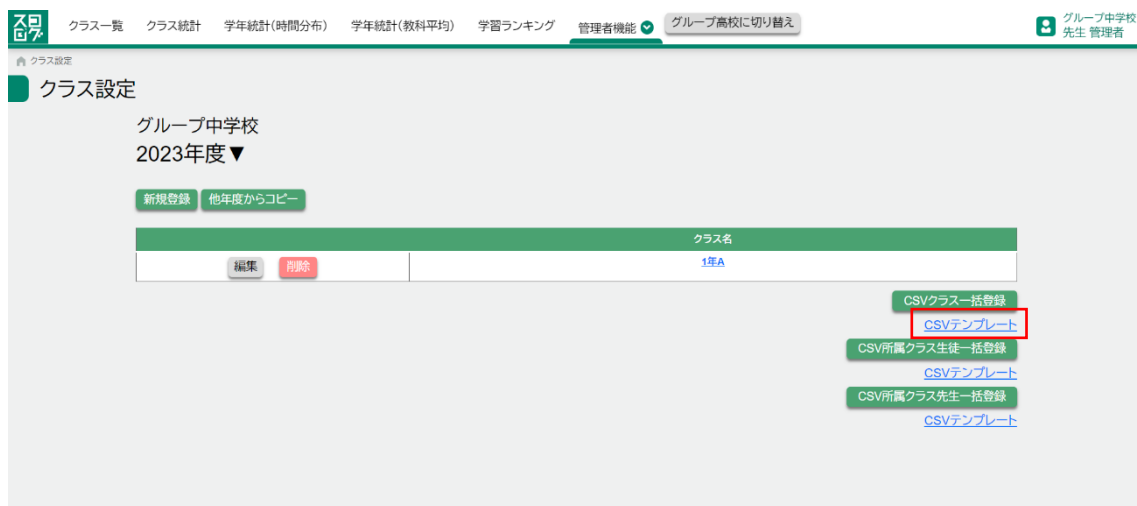 スタログ
クラス一覧 クラス統計 学年統計(時間分布) 学年統計(教科平均) 学習ランキング 管理者機能 グループ高校に切り替え
グループ中学校
先生 管理者
クラス設定
クラス設定
グループ中学校
2023年度▼
新規登録 他年度からコピー
クラス名
編集 削除 1年A
CSVクラス一括登録
CSVテンプレート
CSV所属クラス生徒一括登録
CSVテンプレート
CSV所属クラス先生一括登録
CSVテンプレート